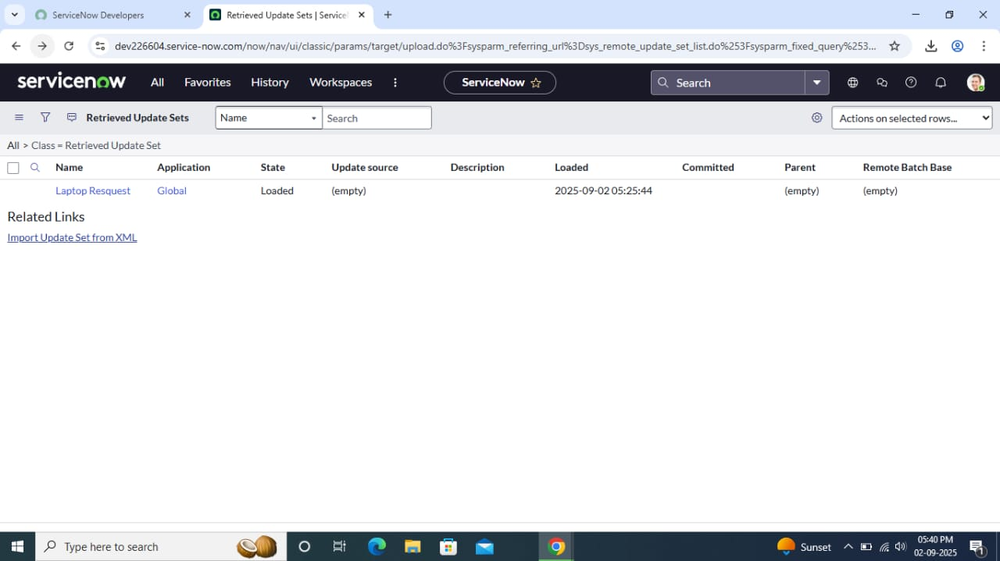 ServiceNow Developers
Retrieved Update Sets | Service
dev226604.service-now.com/now/nav/ui/classic/params/target/upload.do%3Fsysparm_referring_url%3Dsys_remote_update_set_list.do%253Fsysparm_fixed_query%253...
servicenow All Favorites History Workspaces ServiceNow Search
Retrieved Update Sets Name Search Actions on selected rows...
All > Class = Retrieved Update Set
Name Application State Update source Description Loaded Committed Parent Remote Batch Base
Laptop Resquest Global Loaded (empty) 2025-09-02 05:25:44 (empty) (empty)
Related Links
Import Update Set from XML
Type here to search Sunset 05:40 PM
02-09-2025
1